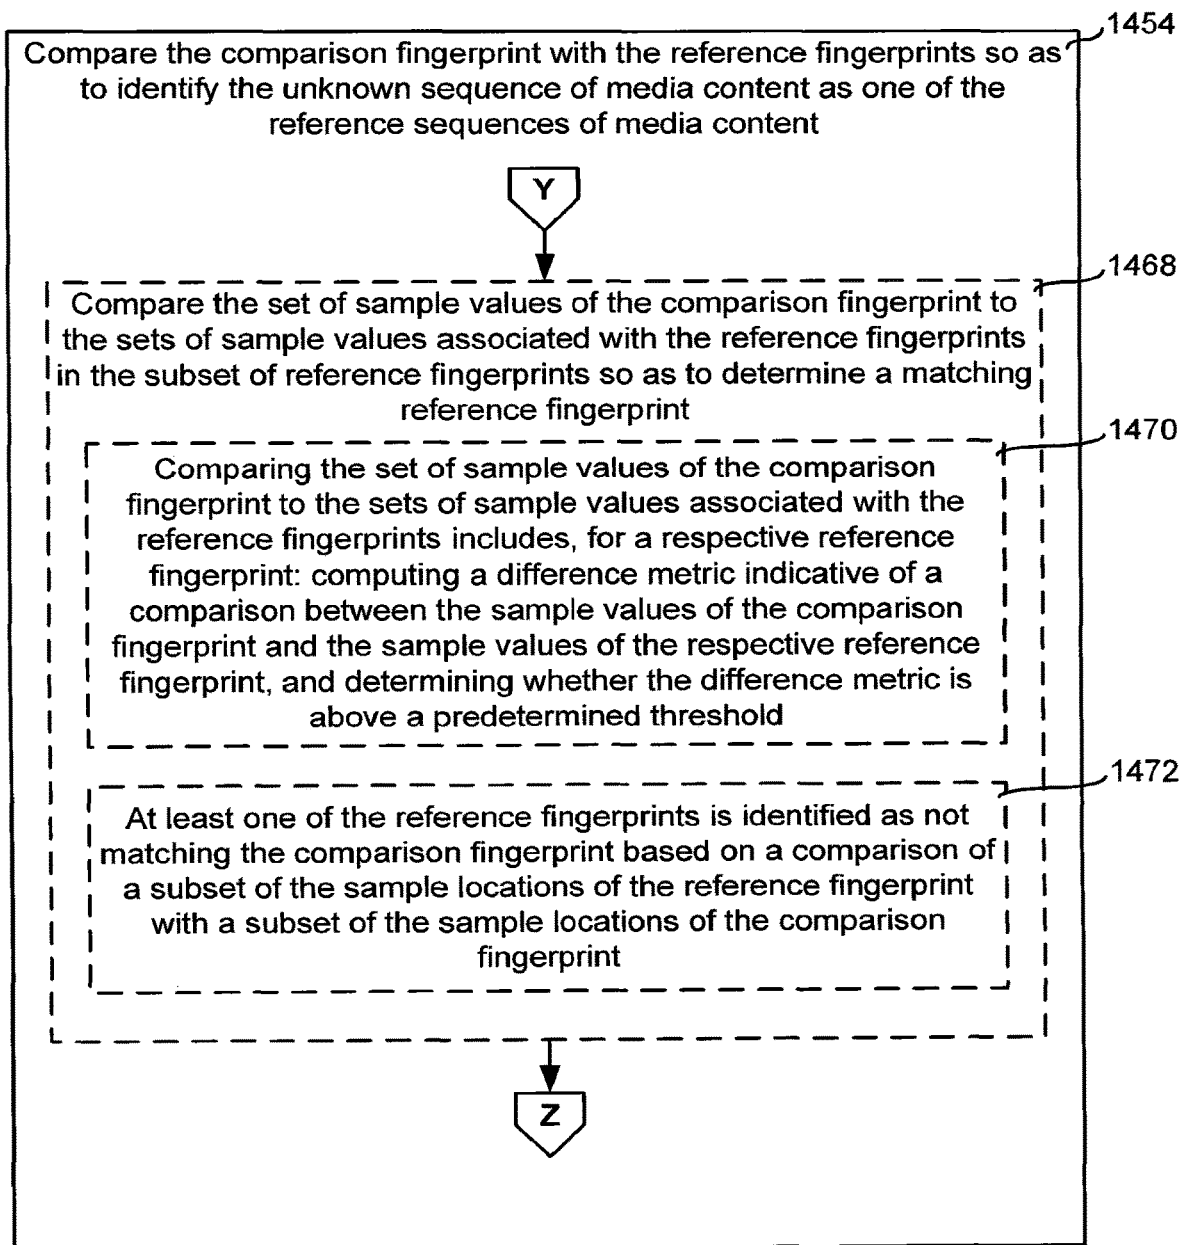 1454
Compare the comparison fingerprint with the reference fingerprints so as
to identify the unknown sequence of media content as one of the
reference sequences of media content
Y
1468
Compare the set of sample values of the comparison fingerprint to
the sets of sample values associated with the reference fingerprints
in the subset of reference fingerprints so as to determine a matching
reference fingerprint
1470
Comparing the set of sample values of the comparison
fingerprint to the sets of sample values associated with the
reference fingerprints includes, for a respective reference
fingerprint: computing a difference metric indicative of a
comparison between the sample values of the comparison
fingerprint and the sample values of the respective reference
fingerprint, and determining whether the difference metric is
above a predetermined threshold
1472
At least one of the reference fingerprints is identified as not
matching the comparison fingerprint based on a comparison of
a subset of the sample locations of the reference fingerprint
with a subset of the sample locations of the comparison
fingerprint
Z